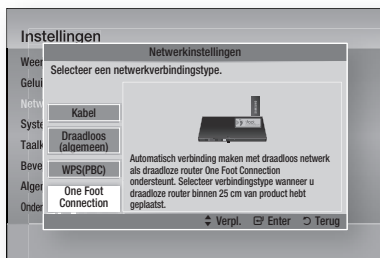 Instellingen
Netwerkinstellingen
Selecteer een netwerkverbindingstype.
Weer
Gelui
Netw
Syste
Taalk
Beve
Alger
Onder
Kabel
Draadloos
(algemeen)
WPS(PBC)
One Foot
Connection
Automatisch verbinding maken met draadloos netwerk
als draadloze router One Foot Connection
ondersteunt. Selecteer verbindingstype wanneer u
draadloze router binnen 25 cm van product hebt
geplaatst.
Verpl. Enter Terug